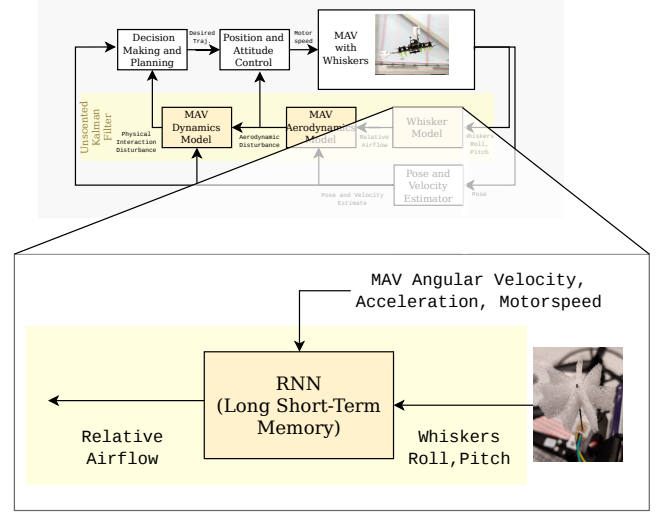 Decision
Making and
Planning
Desired
Traj.
Position and
Attitude
Control
Motor
speed
MAV
with
Whiskers
Unscented
Kalman
Filter
Physical
Interaction
Disturbance
MAV
Dynamics
Model
Aerodynamic
Disturbance
MAV
Aerodynamics
Model
Relative
Airflow
Whisker
Model
Whiskers
Roll,
Pitch
Pose and Velocity
Estimate
Pose and
Velocity
Estimator
Pose
MAV Angular Velocity,
Acceleration, Motorspeed
RNN
(Long Short-Term
Memory)
Relative
Airflow
Whiskers
Roll,Pitch